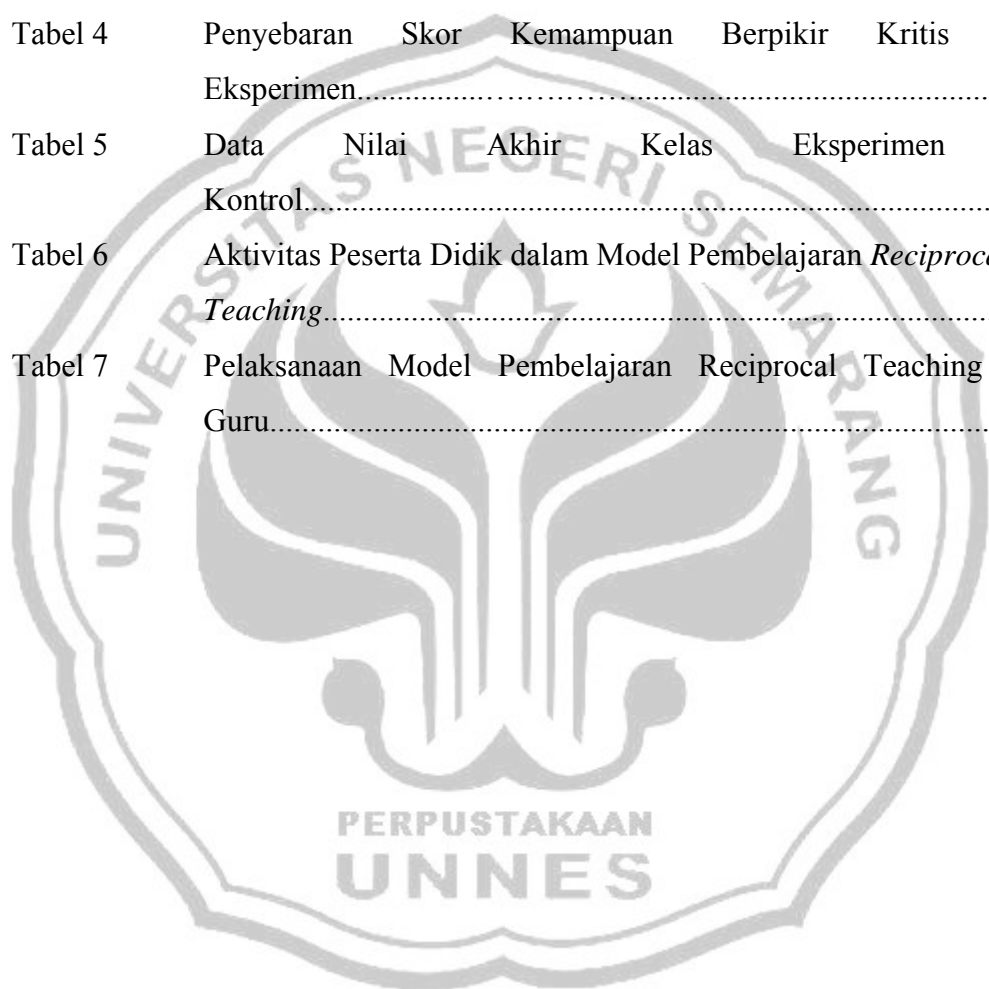 Tabel 4 Penyebaran Skor Kemampuan Berpikir Kritis
Eksperimen.................................................................................
Tabel 5 Data Nilai Akhir Kelas Eksperimen
Kontrol......................................................................................
Tabel 6 Aktivitas Peserta Didik dalam Model Pembelajaran
Teaching...................................................................................
Tabel 7 Pelaksanaan Model Pembelajaran Reciprocal Teaching
Guru..........................................................................................
UNIVERSITAS NEGERI SEMARANG
PERPUSTAKAAN
UNNES